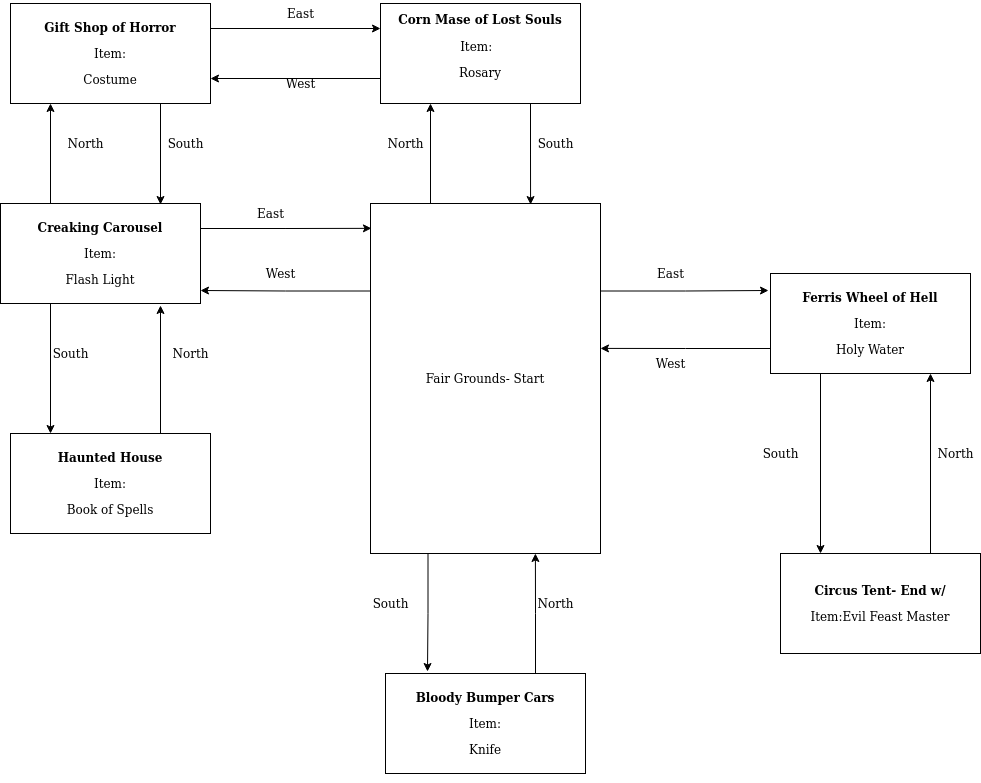 Gift Shop of Horror
Item:
Costume
East
West
Corn Mase of Lost Souls
Item:
Rosary
North
South
North
South
Creaking Carousel
Item:
Flash Light
East
West
Fair Grounds- Start
East
West
Ferris Wheel of Hell
Item:
Holy Water
South
North
Haunted House
Item:
Book of Spells
South
North
Circus Tent- End w/
Item:Evil Feast Master
South
North
Bloody Bumper Cars
Item:
Knife